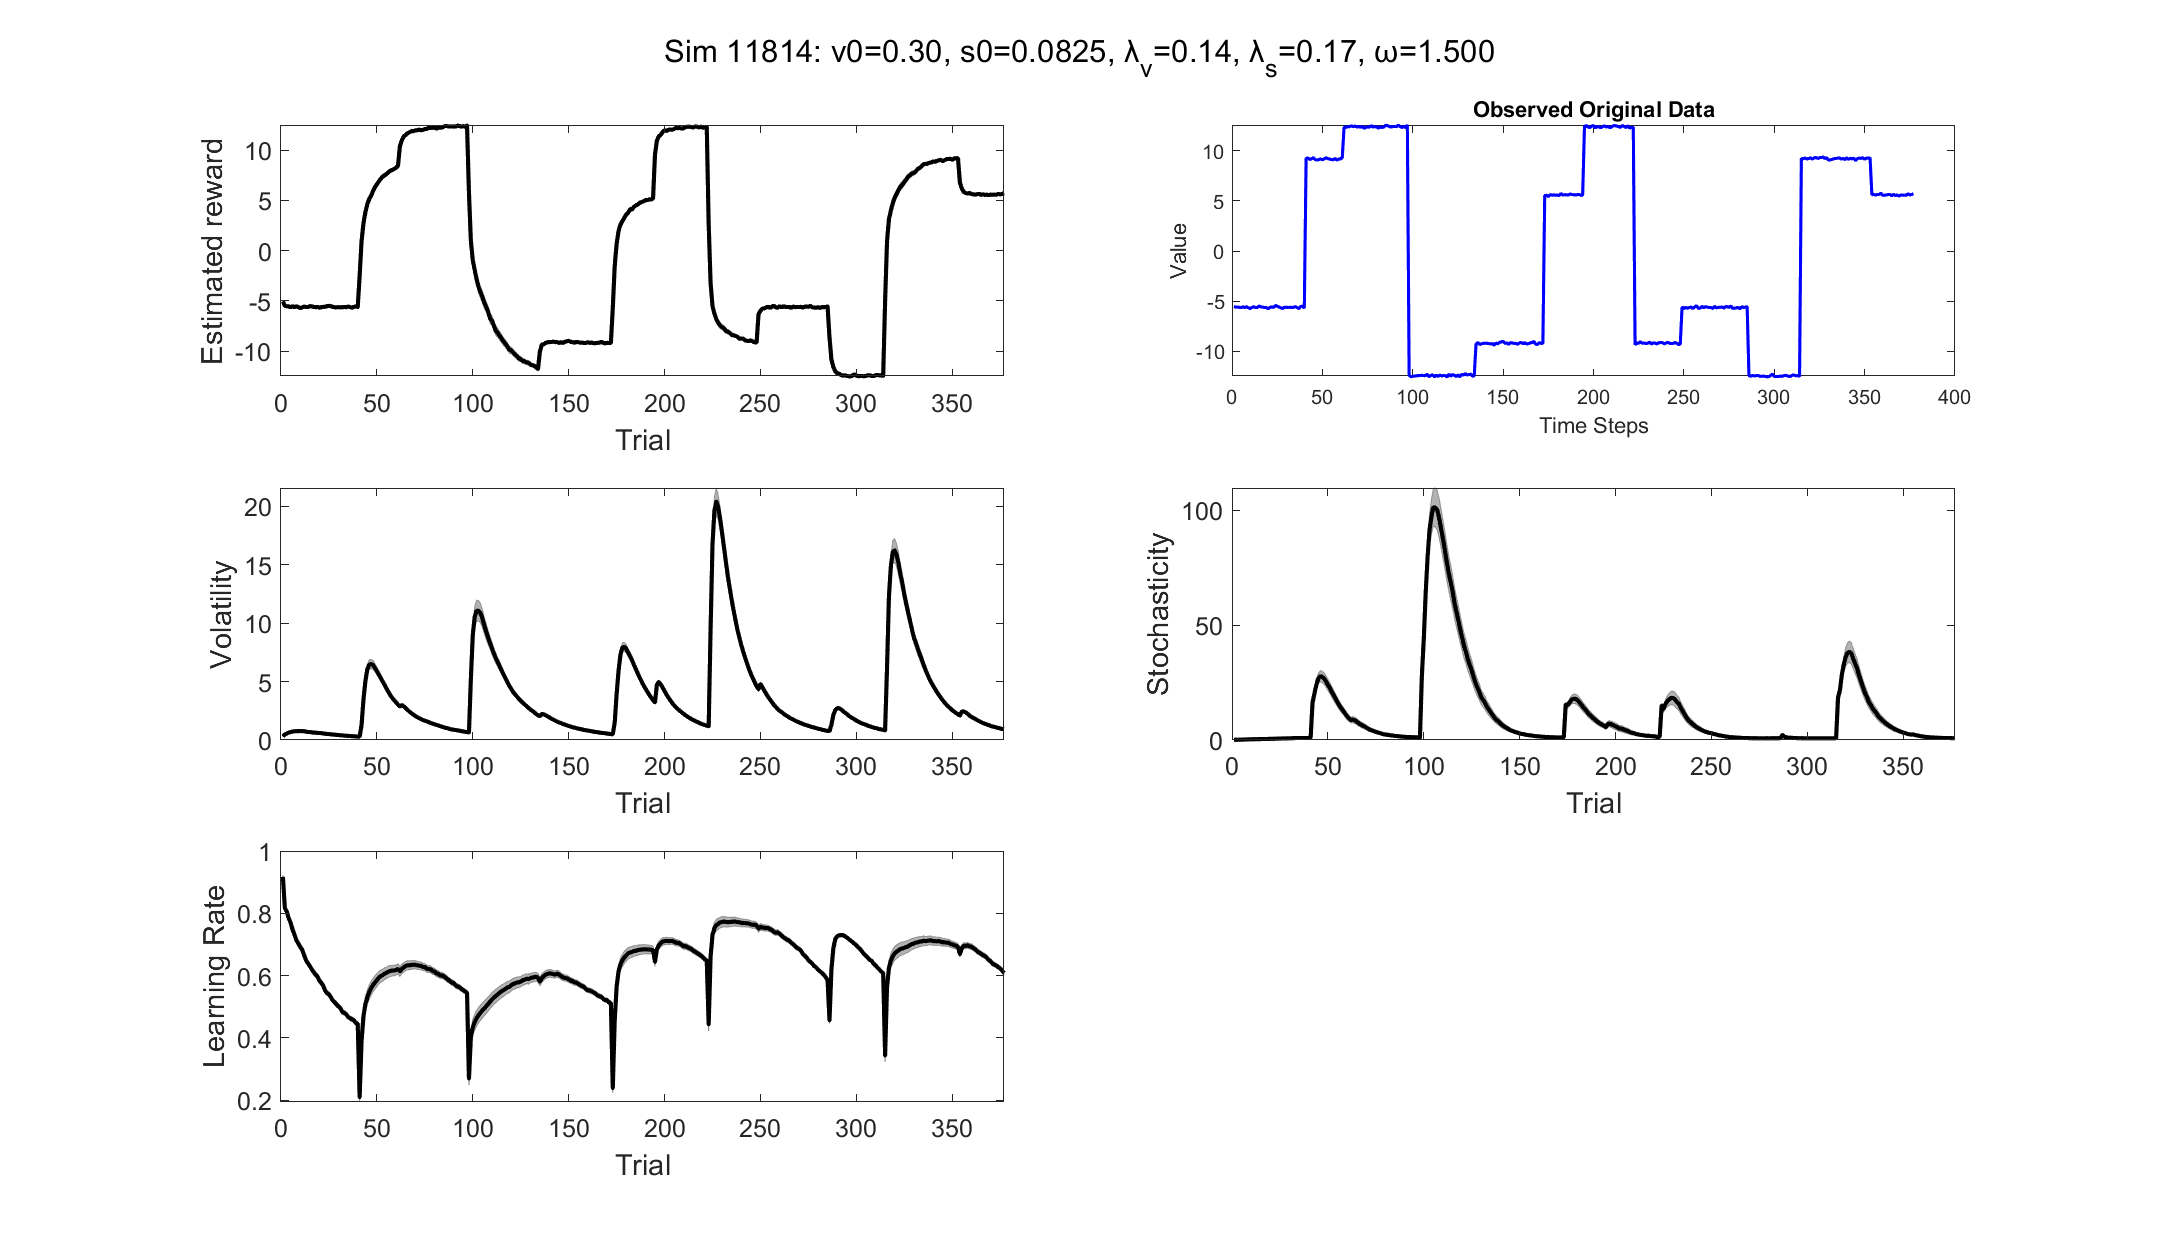 Sim 11814: v0=0.30, s0=0.0825, λ_v=0.14, λ_s=0.17, ω=1.500
Estimated reward
10
5
0
-5
-10
0 50 100 150 200 250 300 350
Trial
Observed Original Data
Value
10
5
0
-5
-10
0 50 100 150 200 250 300 350 400
Time Steps
Volatility
20
15
10
5
0
0 50 100 150 200 250 300 350
Trial
Stochasticity
100
50
0
0 50 100 150 200 250 300 350
Trial
Learning Rate
1
0.8
0.6
0.4
0.2
0 50 100 150 200 250 300 350
Trial